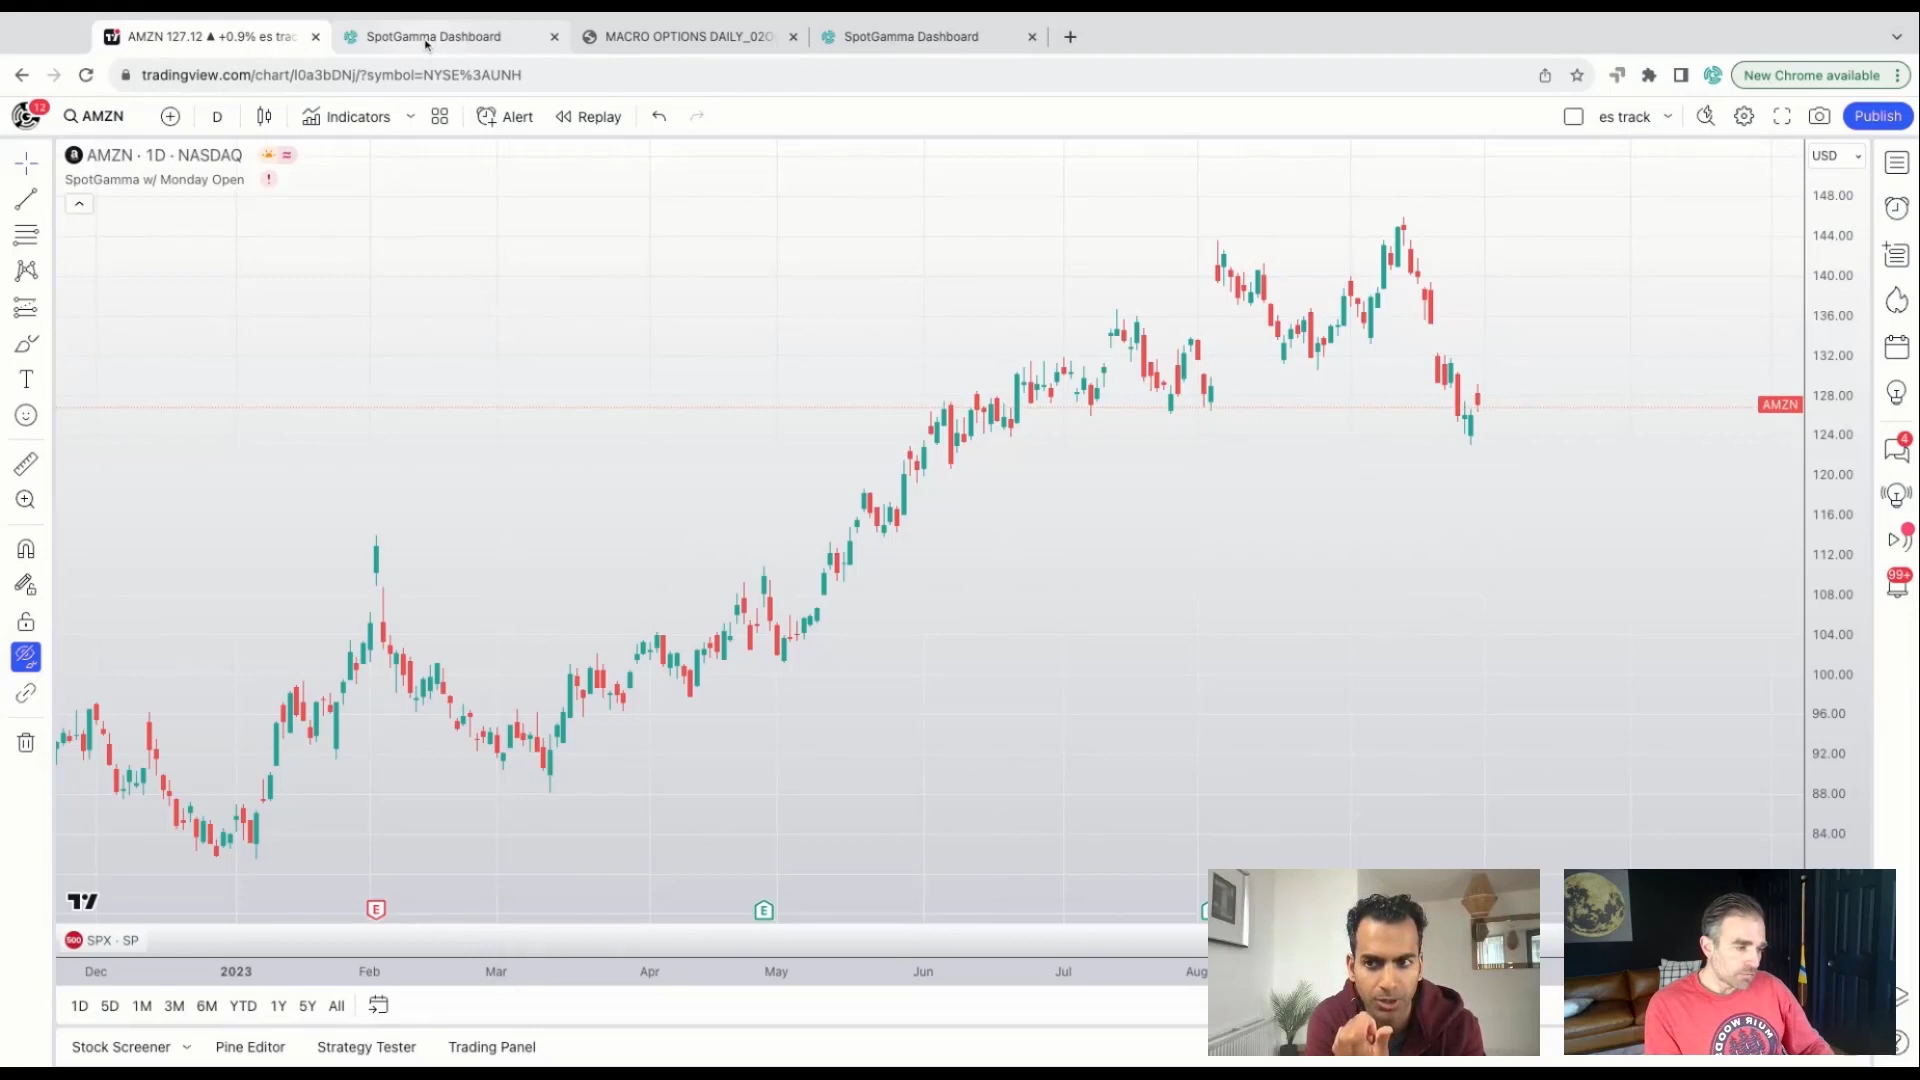 AMZN 127.12 ▲ +0.9% es trac
SpotGamma Dashboard
MACRO OPTIONS DAILY_02O
SpotGamma Dashboard
tradingview.com/chart/l0a3bDNj/?symbol=NYSE%3AUNH
New Chrome available
12
AMZN
D
Indicators
Alert
Replay
es track
Publish
AMZN · 1D · NASDAQ
SpotGamma w/ Monday Open
USD
148.00
144.00
140.00
136.00
132.00
128.00
AMZN
124.00
120.00
116.00
112.00
108.00
104.00
100.00
96.00
92.00
88.00
84.00
4
99+
E
E
500 SPX · SP
Dec
2023
Feb
Mar
Apr
May
Jun
Jul
Aug
1D
5D
1M
3M
6M
YTD
1Y
5Y
All
Stock Screener
Pine Editor
Strategy Tester
Trading Panel